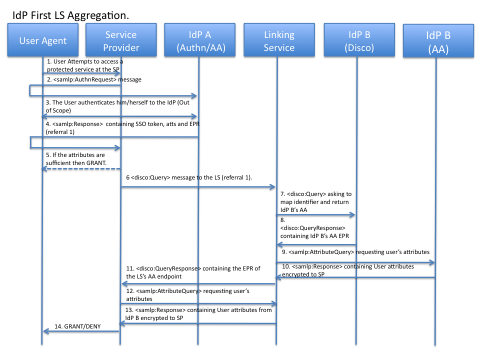 IdP First LS Aggregation.
User Agent
Service
Provider
IdP A
(Authn/AA)
Linking
Service
IdP B
(Disco)
IdP B
(AA)
1. User Attempts to access a
protected service at the SP
2. <samlp:AuthnRequest> message
3. The User authenticates him/herself to the IdP (Out
of Scope)
4. <samlp:Response> containing SSO token, atts and EPR
(referral 1)
5. If the attributes are
sufficient then GRANT.
6 <disco:Query> message to the LS (referral 1).
7. <disco:Query> asking to
map identifier and return
IdP B's AA
8.
<disco:QueryResponse>
containing IdP B's AA EPR
9. <samlp:AttributeQuery> requesting user's attributes
10. <samlp:Response> containing User attributes
encrypted to SP
11. <disco:QueryResponse> containing the EPR of
the LS's AA endpoint
12. <samlp:AttributeQuery> requesting user's
attributes
13. <samlp:Response> containing User attributes from
IdP B encrypted to SP
14. GRANT/DENY